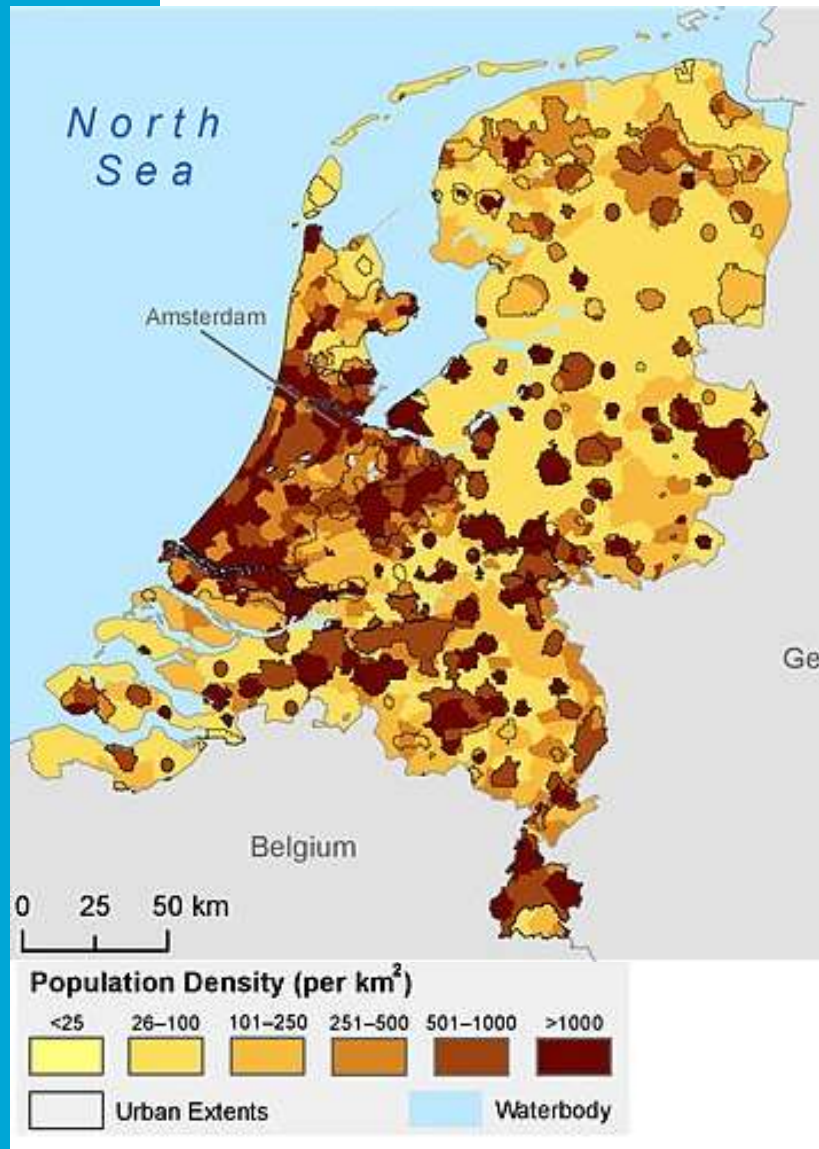 North
Sea
Amsterdam
Ge
Belgium
0 25 50 km
Population Density (per km²)
<25 26–100 101–250 251–500 501–1000 >1000
Urban Extents Waterbody